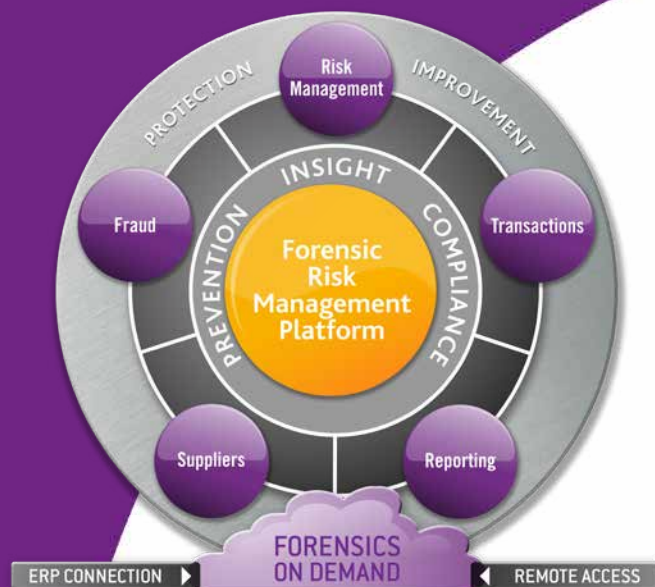 PROTECTION
Risk
Management
IMPROVEMENT
Fraud
PREVENTION
INSIGHT
COMPLIANCE
Transactions
Forensic
Risk
Management
Platform
Suppliers
Reporting
FORENSICS
ON DEMAND
ERP CONNECTION
REMOTE ACCESS